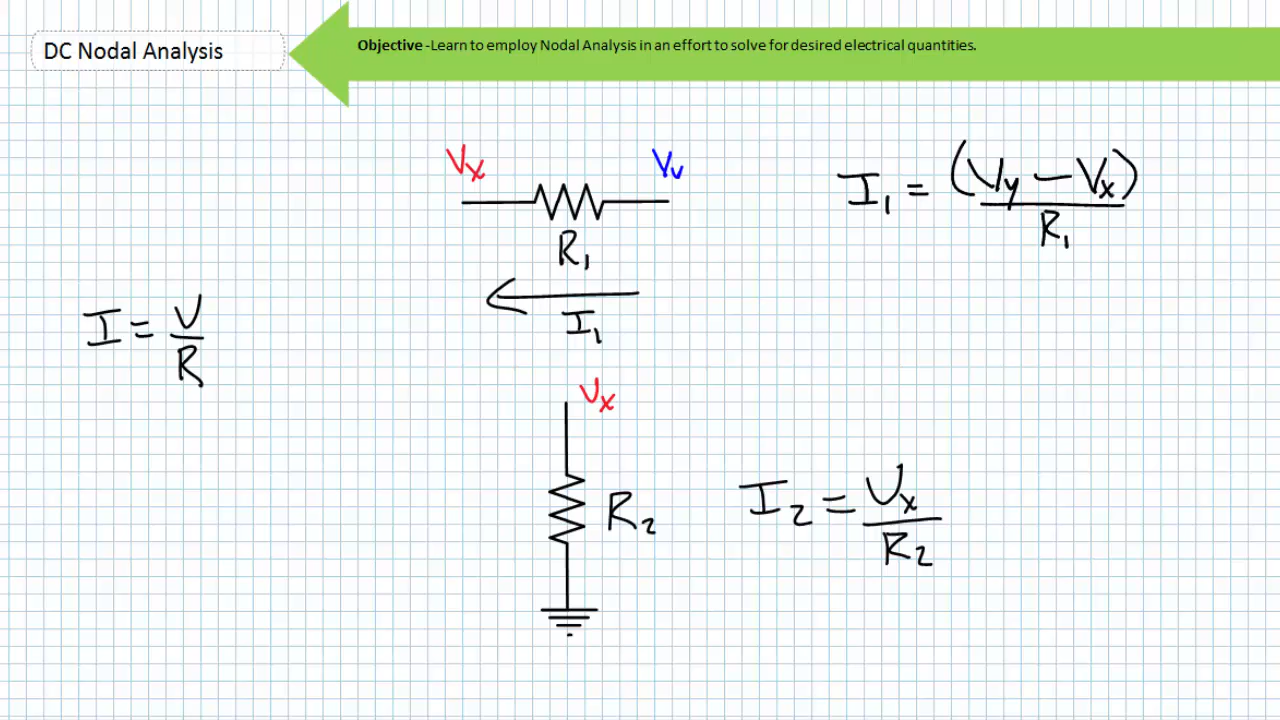 DC Nodal Analysis
Objective -Learn to employ Nodal Analysis in an effort to solve for desired electrical quantities.
Vx
Vv
R1
I1
I1 = (Vy - Vx)
R1
I = V
R
Vx
R2
I2 = Vx
R2